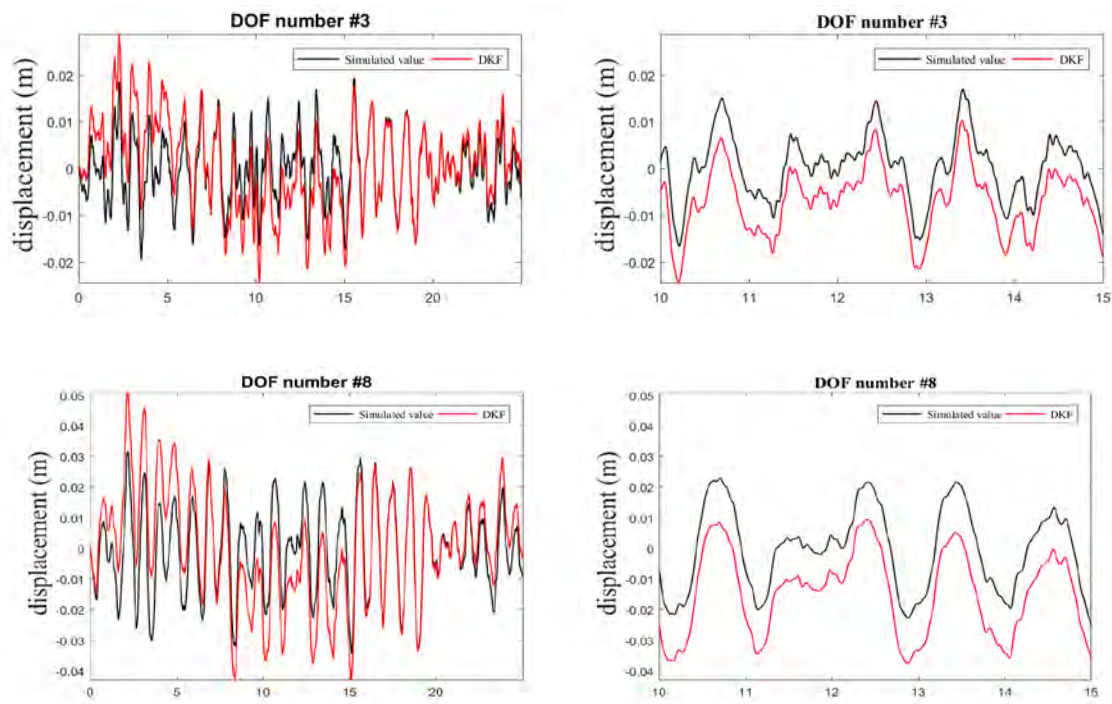 DOF number #3
Simulated value DKF
displacement (m)
0.02
0.01
0
-0.01
-0.02
0 5 10 15 20
DOF number #3
Simulated value DKF
displacement (m)
0.02
0.01
0
-0.01
-0.02
10 11 12 13 14 15
DOF number #8
Simulated value DKF
displacement (m)
0.05
0.04
0.03
0.02
0.01
0
-0.01
-0.02
-0.03
-0.04
0 5 10 15 20
DOF number #8
Simulated value DKF
displacement (m)
0.05
0.04
0.03
0.02
0.01
0
-0.01
-0.02
-0.03
-0.04
10 11 12 13 14 15